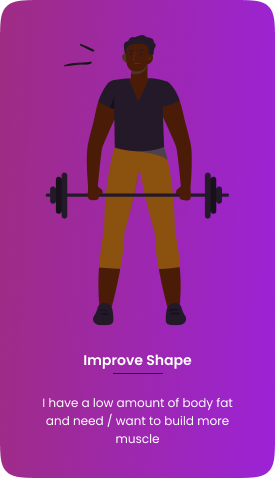 Improve Shape
I have a low amount of body fat
and need / want to build more
muscle